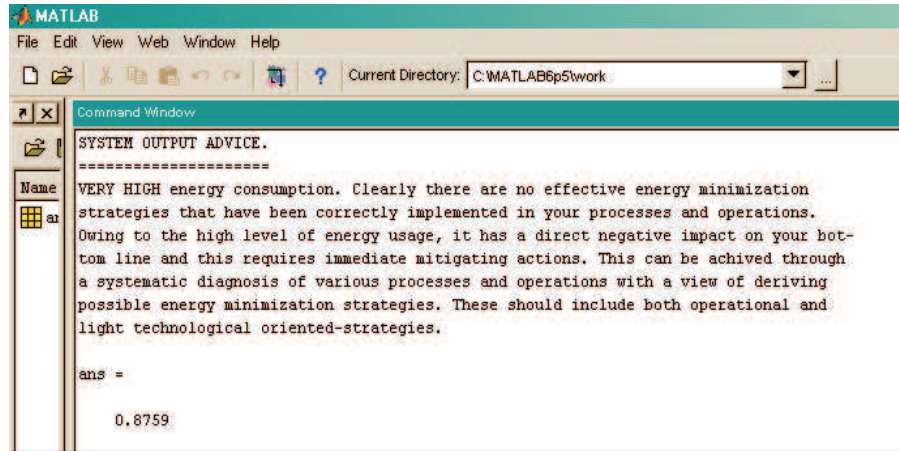 MATLAB
File Edit View Web Window Help
? Current Directory: C:\MATLAB6p5\work ...
Command Window
SYSTEM OUTPUT ADVICE.
=====================
Name
VERY HIGH energy consumption. Clearly there are no effective energy minimization
strategies that have been correctly implemented in your processes and operations.
Owing to the high level of energy usage, it has a direct negative impact on your bot-
tom line and this requires immediate mitigating actions. This can be achived through
a systematic diagnosis of various processes and operations with a view of deriving
possible energy minimization strategies. These should include both operational and
light technological oriented-strategies.
ans =
0.8759